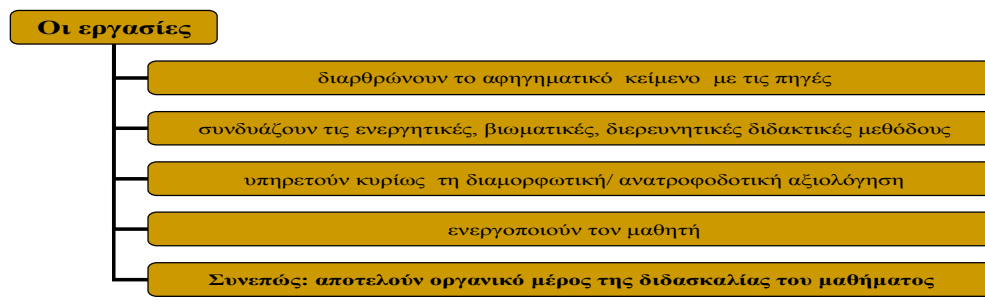 Οι εργασίες
διαρθρώνουν το αφηγηματικό κείμενο με τις πηγές
συνδυάζουν τις ενεργητικές, βιωματικές, διερευνητικές διδακτικές μεθόδους
υπηρετούν κυρίως τη διαμορφωτική/ ανατροφοδοτική αξιολόγηση
ενεργοποιούν τον μαθητή
Συνεπώς: αποτελούν οργανικό μέρος της διδασκαλίας του μαθήματος